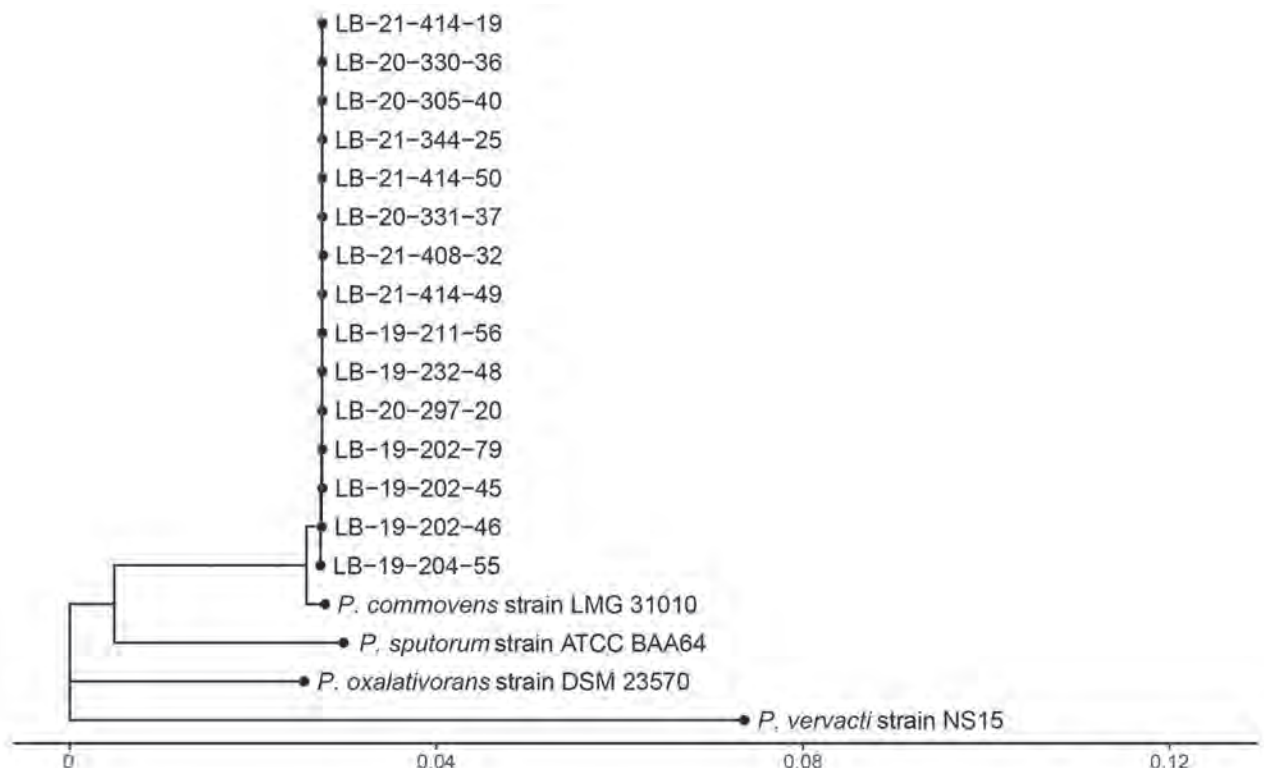 LB−21−414−19
LB−20−330−36
LB−20−305−40
LB−21−344−25
LB−21−414−50
LB−20−331−37
LB−21−408−32
LB−21−414−49
LB−19−211−56
LB−19−232−48
LB−20−297−20
LB−19−202−79
LB−19−202−45
LB−19−202−46
LB−19−204−55
P. commovens strain LMG 31010
P. sputorum strain ATCC BAA64
P. oxalativorans strain DSM 23570
P. vervacti strain NS15
0 0.04 0.08 0.12